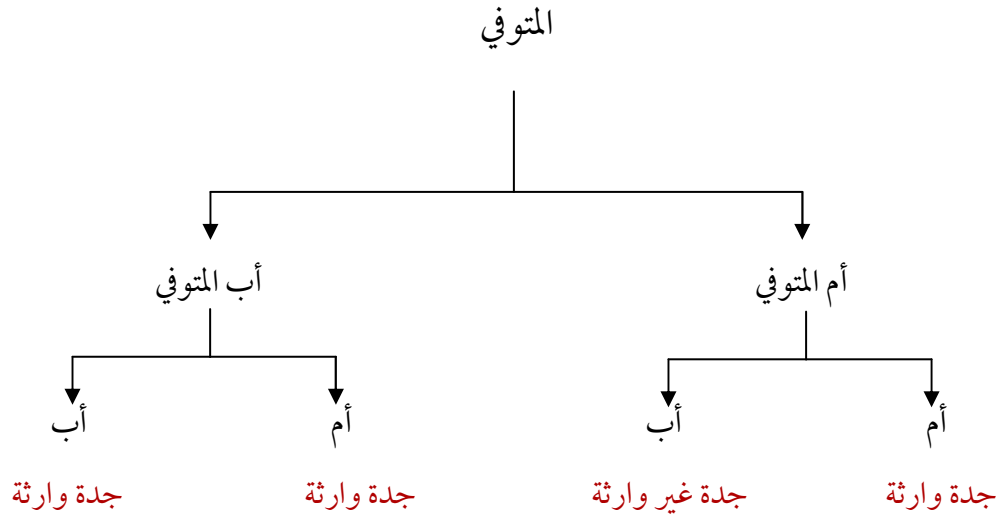 المتوفي
أم المتوفي
أب المتوفي
أم
أب
أم
أب
جدة وارثة
جدة غير وارثة
جدة وارثة
جدة وارثة